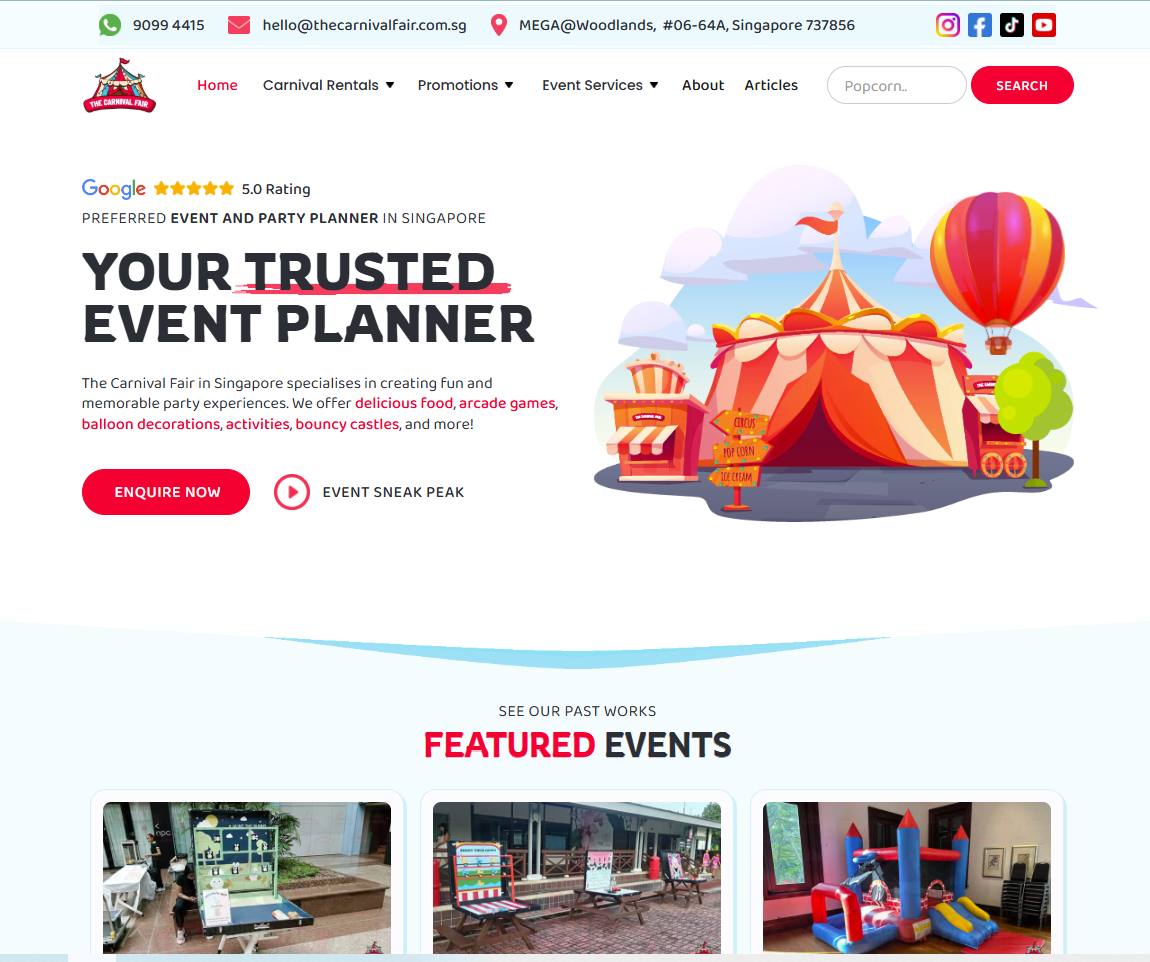 9099 4415 hello@thecarnivalfair.com.sg MEGA@Woodlands, #06-64A, Singapore 737856
THE CARNIVAL FAIR
Home Carnival Rentals Promotions Event Services About Articles Popcorn.. SEARCH
Google 5.0 Rating
PREFERRED EVENT AND PARTY PLANNER IN SINGAPORE
YOUR TRUSTED
EVENT PLANNER
The Carnival Fair in Singapore specialises in creating fun and
memorable party experiences. We offer delicious food, arcade games,
balloon decorations, activities, bouncy castles, and more!
ENQUIRE NOW
EVENT SNEAK PEAK
THE CARNIVAL FAIR
CIRCUS
POP CORN
ICE CREAM
SEE OUR PAST WORKS
FEATURED EVENTS
npc